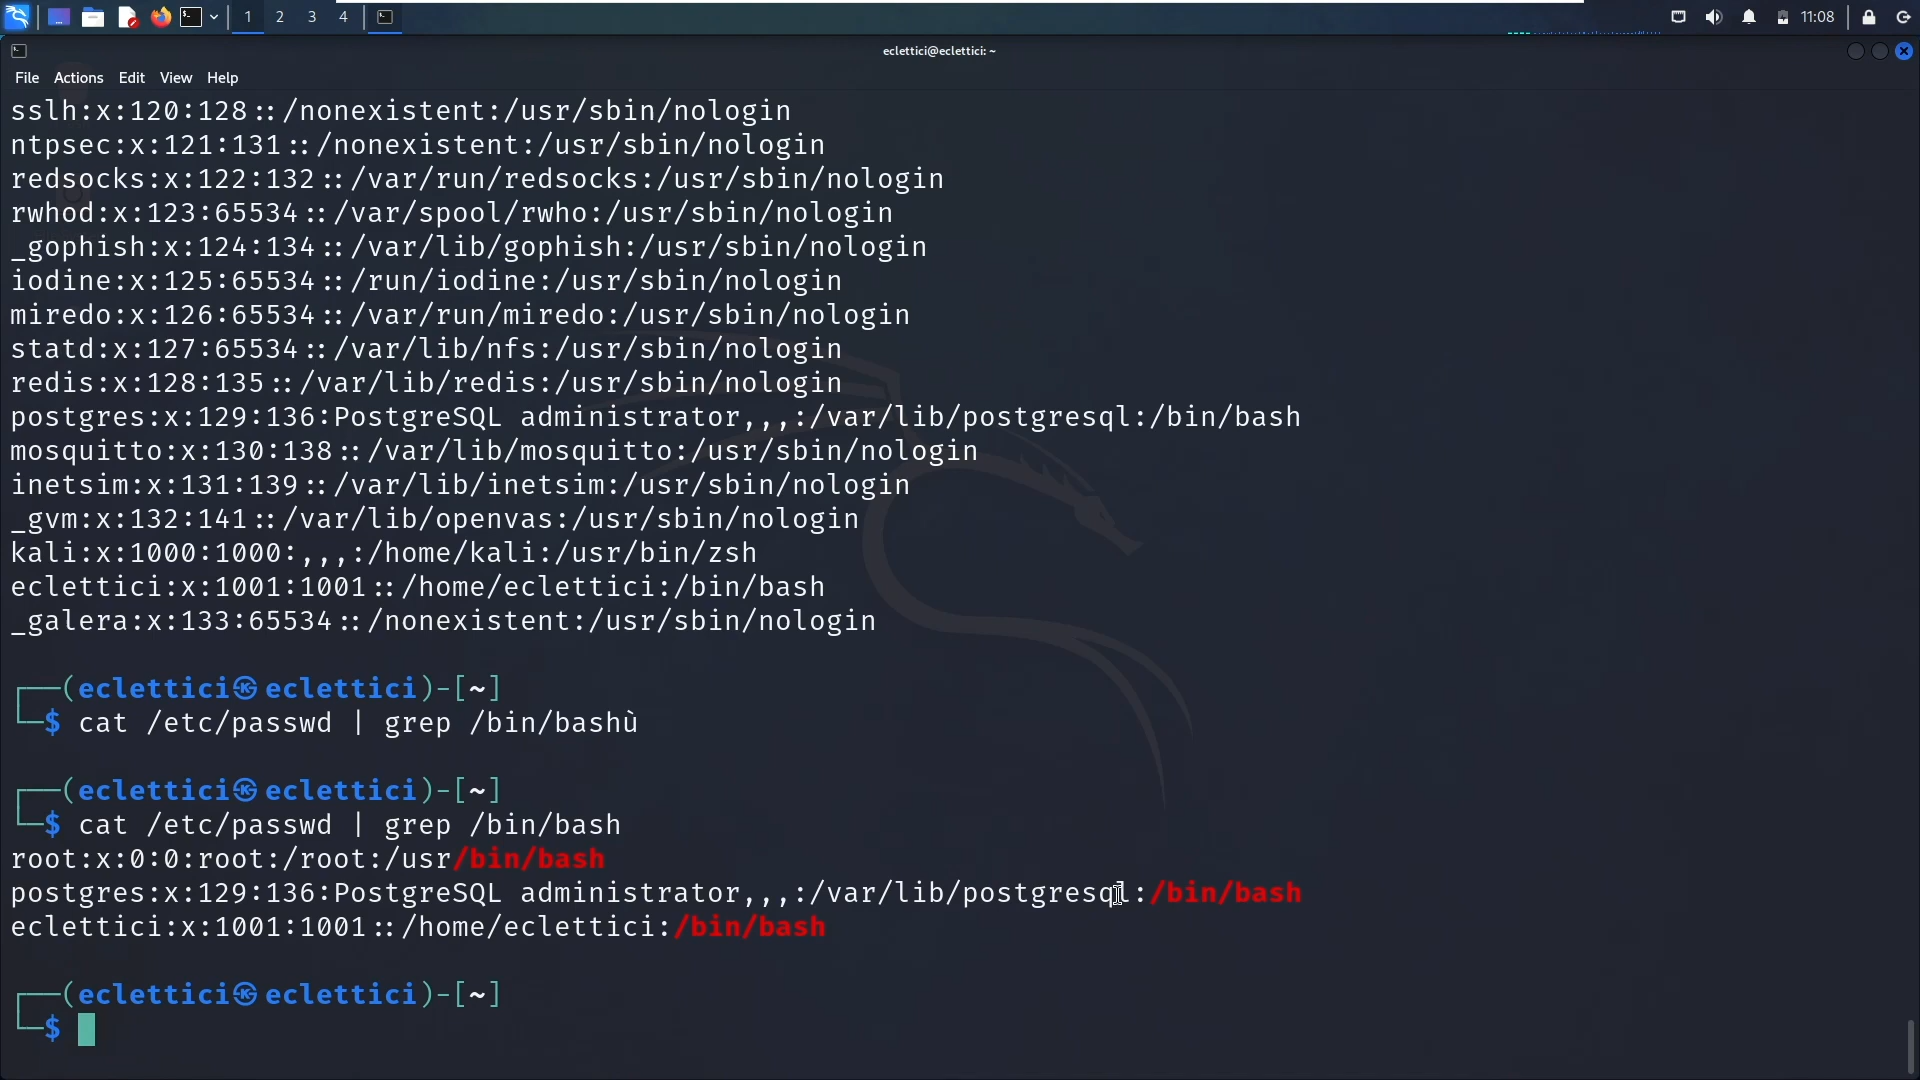 1 2 3 4
11:08
eclettici@eclettici: ~
File Actions Edit View Help
sslh:x:120:128::/nonexistent:/usr/sbin/nologin
ntpsec:x:121:131::/nonexistent:/usr/sbin/nologin
redsocks:x:122:132::/var/run/redsocks:/usr/sbin/nologin
rwhod:x:123:65534::/var/spool/rwho:/usr/sbin/nologin
_gophish:x:124:134::/var/lib/gophish:/usr/sbin/nologin
iodine:x:125:65534::/run/iodine:/usr/sbin/nologin
miredo:x:126:65534::/var/run/miredo:/usr/sbin/nologin
statd:x:127:65534::/var/lib/nfs:/usr/sbin/nologin
redis:x:128:135::/var/lib/redis:/usr/sbin/nologin
postgres:x:129:136:PostgreSQL administrator,,,:/var/lib/postgresql:/bin/bash
mosquitto:x:130:138::/var/lib/mosquitto:/usr/sbin/nologin
inetsim:x:131:139::/var/lib/inetsim:/usr/sbin/nologin
_gvm:x:132:141::/var/lib/openvas:/usr/sbin/nologin
kali:x:1000:1000:,,,:/home/kali:/usr/bin/zsh
eclettici:x:1001:1001::/home/eclettici:/bin/bash
_galera:x:133:65534::/nonexistent:/usr/sbin/nologin
┌──(eclettici㉿eclettici)-[~]
└─$ cat /etc/passwd | grep /bin/bashù
┌──(eclettici㉿eclettici)-[~]
└─$ cat /etc/passwd | grep /bin/bash
root:x:0:0:root:/root:/usr/bin/bash
postgres:x:129:136:PostgreSQL administrator,,,:/var/lib/postgresql:/bin/bash
eclettici:x:1001:1001::/home/eclettici:/bin/bash
┌──(eclettici㉿eclettici)-[~]
└─$